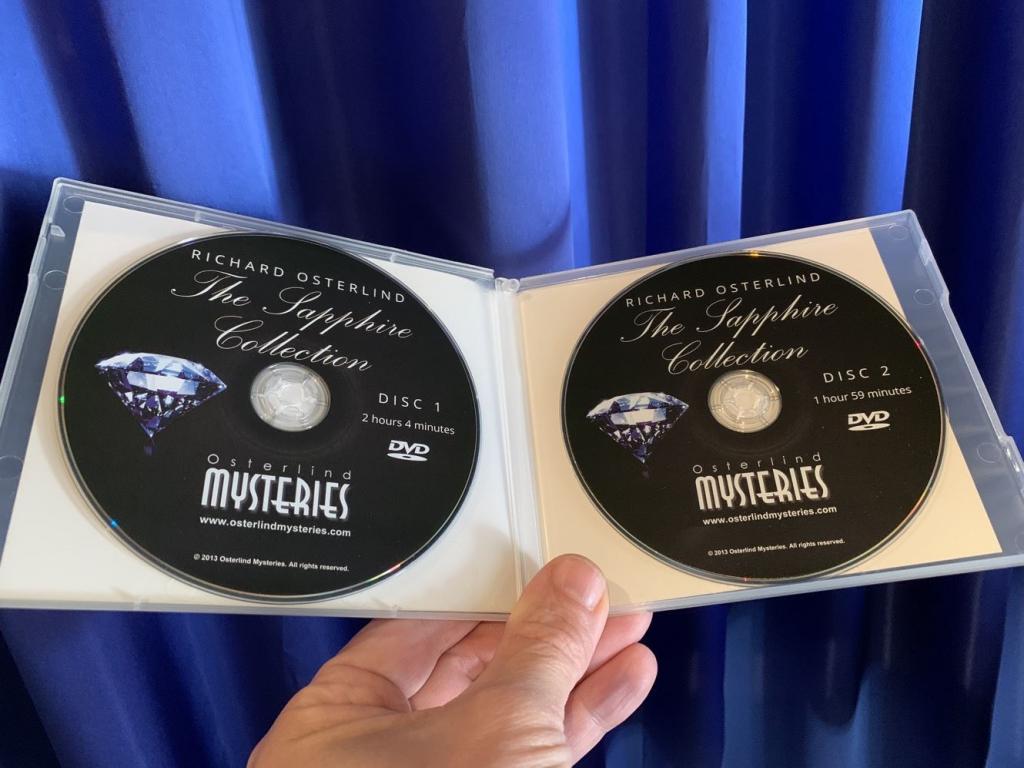 RICHARD OSTERLIND
The Sapphire
Collection
DISC 1
2 hours 4 minutes
DVD
Osterlind
MYSTERIES
www.osterlindmysteries.com
© 2013 Osterlind Mysteries. All rights reserved.
RICHARD OSTERLIND
The Sapphire
Collection
DISC 2
1 hour 59 minutes
DVD
Osterlind
MYSTERIES
www.osterlindmysteries.com
© 2013 Osterlind Mysteries. All rights reserved.